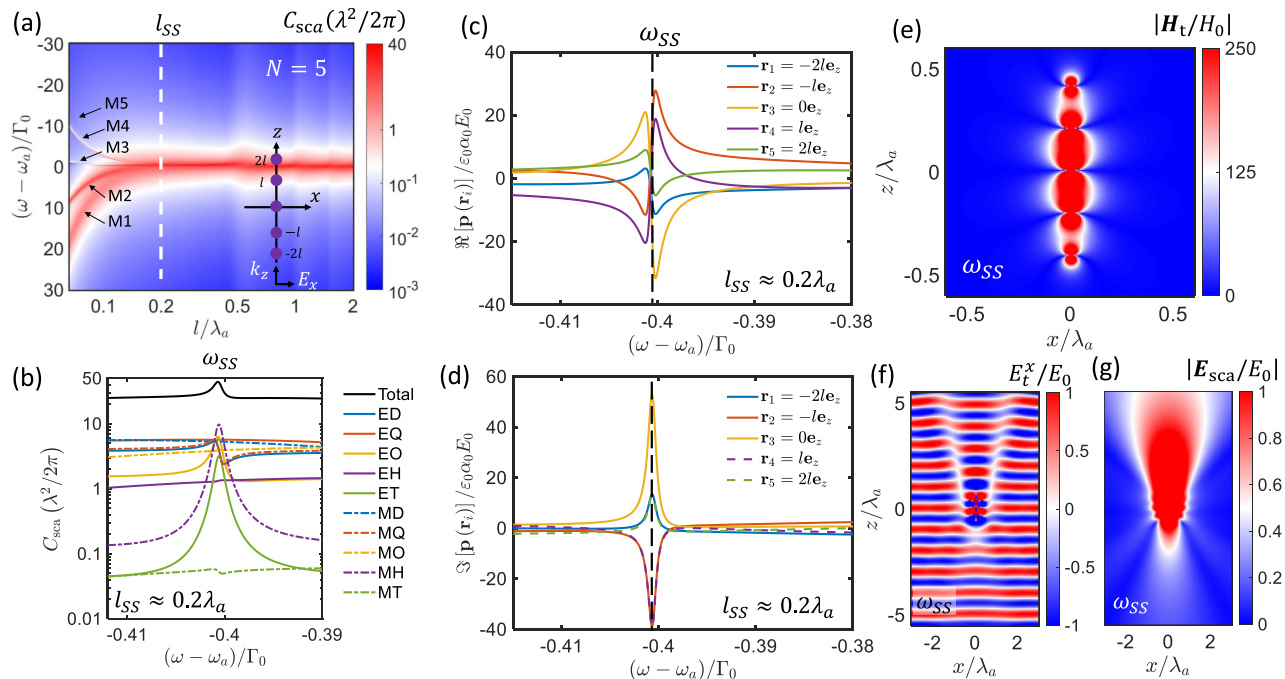 (a)
l_SS
C_sca(λ²/2π)
-30
-20
-10
0
10
20
30
(ω − ω_a)/Γ_0
N = 5
M5
M4
M3
M2
M1
z
2l
l
x
-l
-2l
k_z
E_x
0.1
0.2
0.5
1
2
l/λ_a
40
1
10⁻¹
10⁻²
10⁻³
(b)
ω_SS
50
10
1
0.1
0.01
C_sca (λ²/2π)
l_SS ≈ 0.2λ_a
-0.41
-0.4
-0.39
(ω − ω_a)/Γ_0
Total
ED
EQ
EO
EH
ET
MD
MQ
MO
MH
MT
(c)
ω_SS
40
20
0
-20
-40
ℜ [p (r_i)] /ε_0α_0E_0
r_1 = −2le_z
r_2 = −le_z
r_3 = 0e_z
r_4 = le_z
r_5 = 2le_z
l_SS ≈ 0.2λ_a
-0.41
-0.4
-0.39
-0.38
(ω − ω_a)/Γ_0
(d)
60
40
20
0
-20
-40
ℑ [p (r_i)] /ε_0α_0E_0
r_1 = −2le_z
r_2 = −le_z
r_3 = 0e_z
r_4 = le_z
r_5 = 2le_z
l_SS ≈ 0.2λ_a
-0.41
-0.4
-0.39
-0.38
(ω − ω_a)/Γ_0
(e)
|H_t/H_0|
0.5
0
-0.5
z/λ_a
ω_SS
-0.6
0
0.6
x/λ_a
250
125
0
(f)
E_t^x/E_0
5
0
-5
z/λ_a
ω_SS
-2
0
2
x/λ_a
1
0.5
0
-0.5
-1
(g)
|E_sca/E_0|
ω_SS
-2
0
2
x/λ_a
1
0.8
0.6
0.4
0.2
0